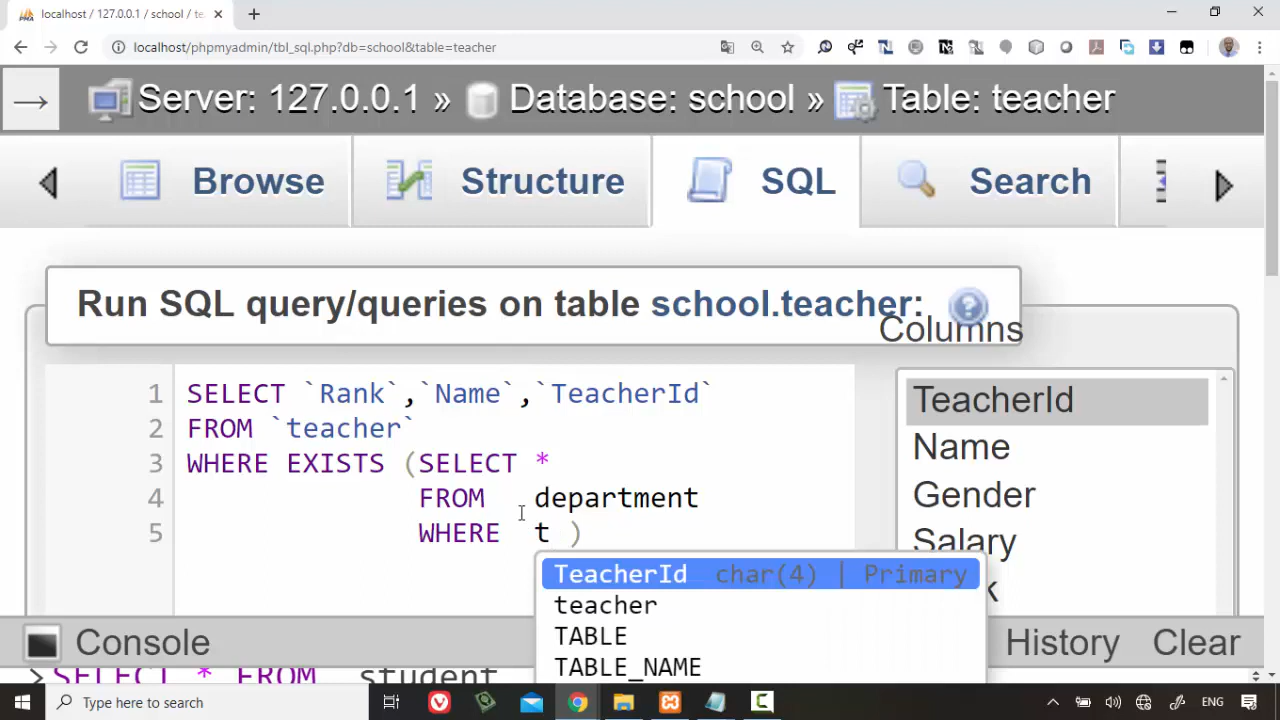 localhost / 127.0.0.1 / school / te
localhost/phpmyadmin/tbl_sql.php?db=school&table=teacher
Server: 127.0.0.1 » Database: school » Table: teacher
Browse Structure SQL Search
Run SQL query/queries on table school.teacher:
Columns
1 SELECT `Rank`,`Name`,`TeacherId`
2 FROM `teacher`
3 WHERE EXISTS (SELECT *
4 FROM department
5 WHERE t )
TeacherId
Name
Gender
Salary
TeacherId char(4) | Primary
teacher
TABLE
TABLE_NAME
Console History Clear
>SELECT * FROM student
Type here to search
ENG